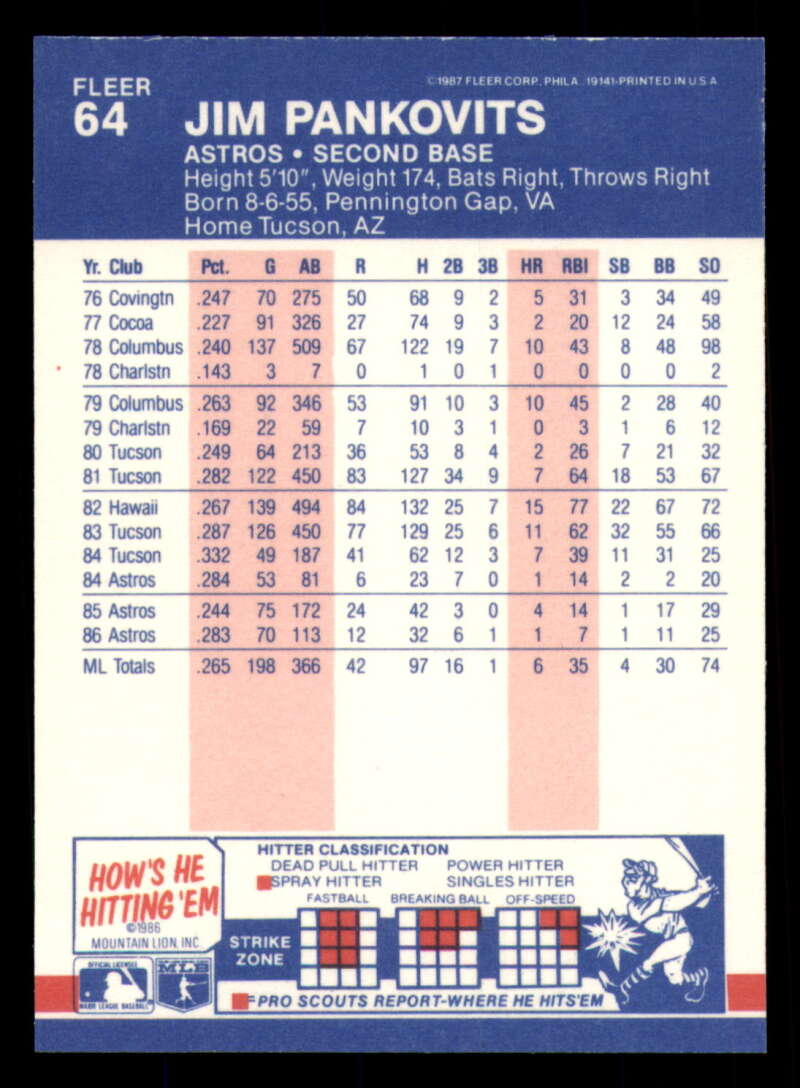 FLEER
©1987 FLEER CORP. PHILA. 19141-PRINTED IN U.S.A.
64 JIM PANKOVITS
ASTROS • SECOND BASE
Height 5'10", Weight 174, Bats Right, Throws Right
Born 8-6-55, Pennington Gap, VA
Home Tucson, AZ
Yr. Club Pct. G AB R H 2B 3B HR RBI SB BB SO
76 Covingtn .247 70 275 50 68 9 2 5 31 3 34 49
77 Cocoa .227 91 326 27 74 9 3 2 20 12 24 58
78 Columbus .240 137 509 67 122 19 7 10 43 8 48 98
78 Charlstn .143 3 7 0 1 0 1 0 0 0 0 2
79 Columbus .263 92 346 53 91 10 3 10 45 2 28 40
79 Charlstn .169 22 59 7 10 3 1 0 3 1 6 12
80 Tucson .249 64 213 36 53 8 4 2 26 7 21 32
81 Tucson .282 122 450 83 127 34 9 7 64 18 53 67
82 Hawaii .267 139 494 84 132 25 7 15 77 22 67 72
83 Tucson .287 126 450 77 129 25 6 11 62 32 55 66
84 Tucson .332 49 187 41 62 12 3 7 39 11 31 25
84 Astros .284 53 81 6 23 7 0 1 14 2 2 20
85 Astros .244 75 172 24 42 3 0 4 14 1 17 29
86 Astros .283 70 113 12 32 6 1 1 7 1 11 25
ML Totals .265 198 366 42 97 16 1 6 35 4 30 74
HOW'S HE
HITTING 'EM
©1986
MOUNTAIN LION, INC.
HITTER CLASSIFICATION
DEAD PULL HITTER POWER HITTER
SPRAY HITTER SINGLES HITTER
FASTBALL BREAKING BALL OFF-SPEED
STRIKE
ZONE
OFFICIAL LICENSEE
MAJOR LEAGUE BASEBALL
MLB
=PRO SCOUTS REPORT-WHERE HE HITS'EM